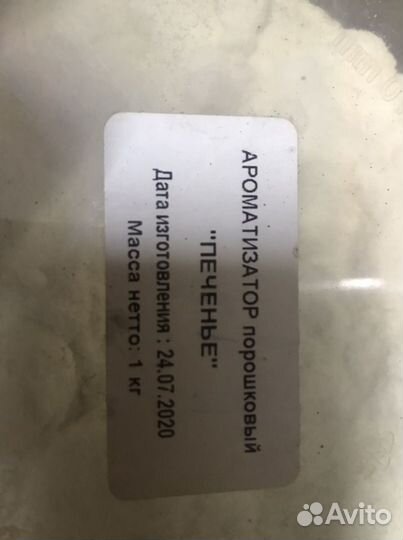 АРОМАТИЗАТОР порошковый
"ПЕЧЕНЬЕ"
Дата изготовления : 24.07.2020
Масса нетто: 1 кг
Avito